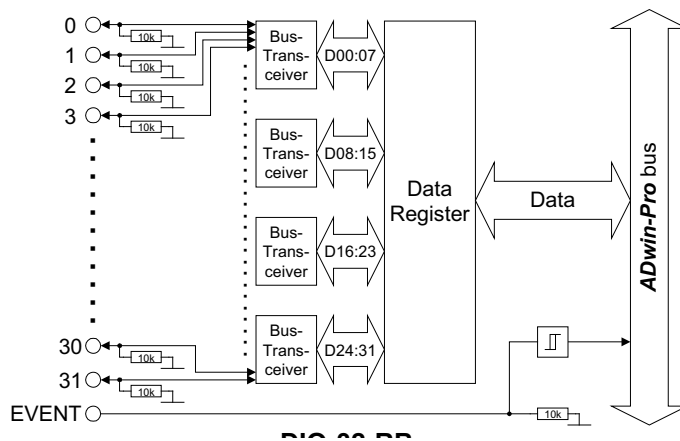 0
10k
1
10k
2
10k
3
10k
30
10k
31
10k
EVENT
Bus-
Trans-
ceiver
D00:07
Bus-
Trans-
ceiver
D08:15
Bus-
Trans-
ceiver
D16:23
Bus-
Trans-
ceiver
D24:31
Data
Register
Data
ADwin-Pro bus
10k